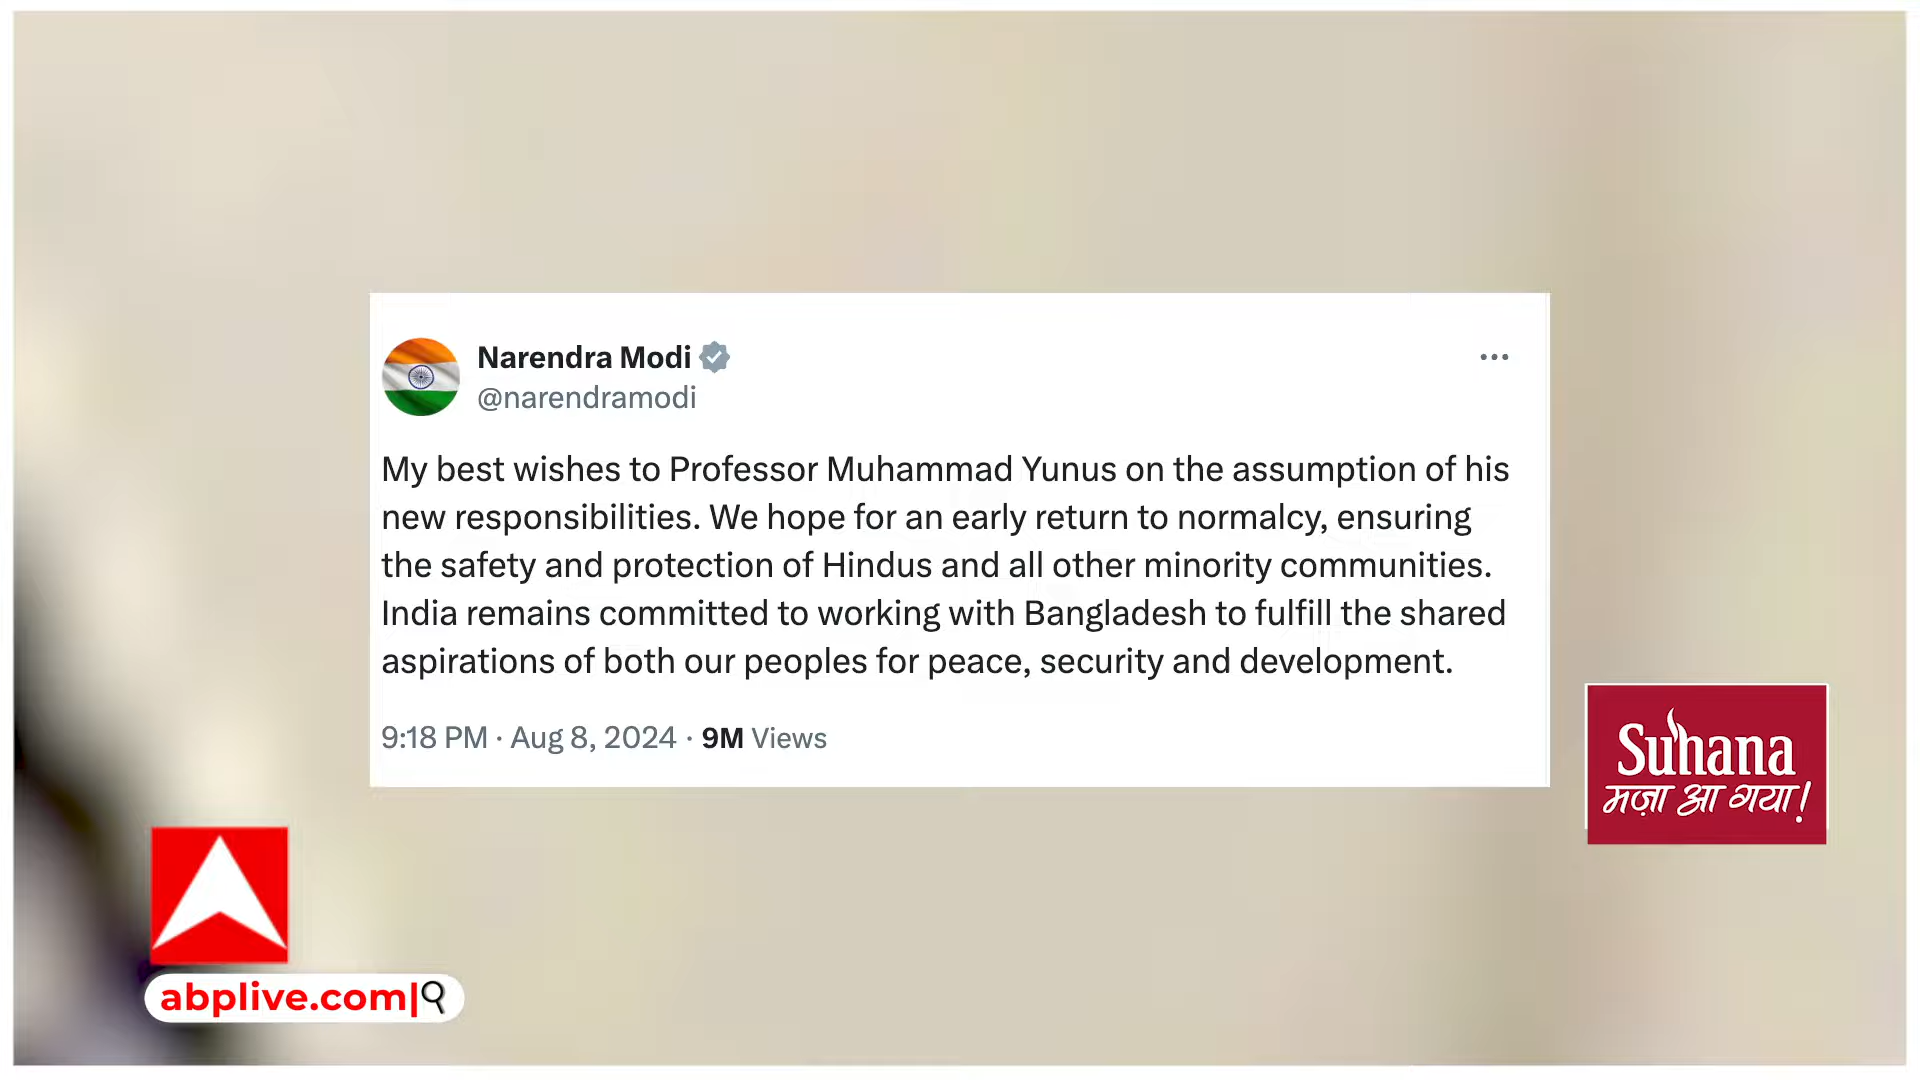 Narendra Modi
@narendramodi
My best wishes to Professor Muhammad Yunus on the assumption of his
new responsibilities. We hope for an early return to normalcy, ensuring
the safety and protection of Hindus and all other minority communities.
India remains committed to working with Bangladesh to fulfill the shared
aspirations of both our peoples for peace, security and development.
9:18 PM · Aug 8, 2024 · 9M Views
Suhana
मज़ा आ गया!
abplive.com